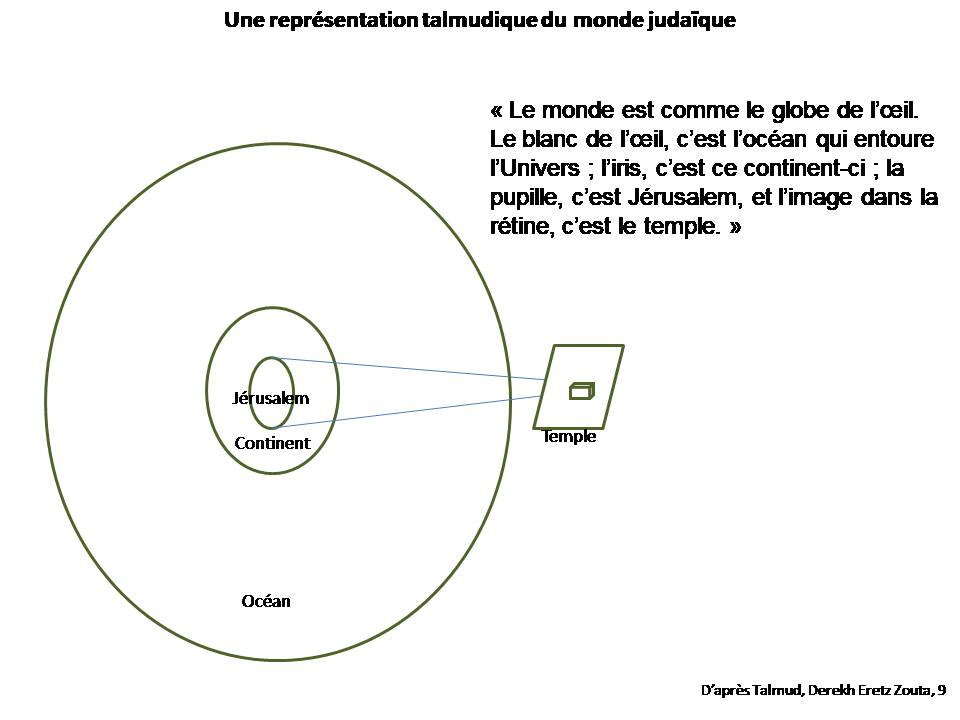 Une représentation talmudique du monde judaïque
« Le monde est comme le globe de l’œil.
Le blanc de l’œil, c’est l’océan qui entoure
l’Univers ; l’iris, c’est ce continent-ci ; la
pupille, c’est Jérusalem, et l’image dans la
rétine, c’est le temple. »
Jérusalem
Continent
Temple
Océan
D’après Talmud, Derekh Eretz Zouta, 9